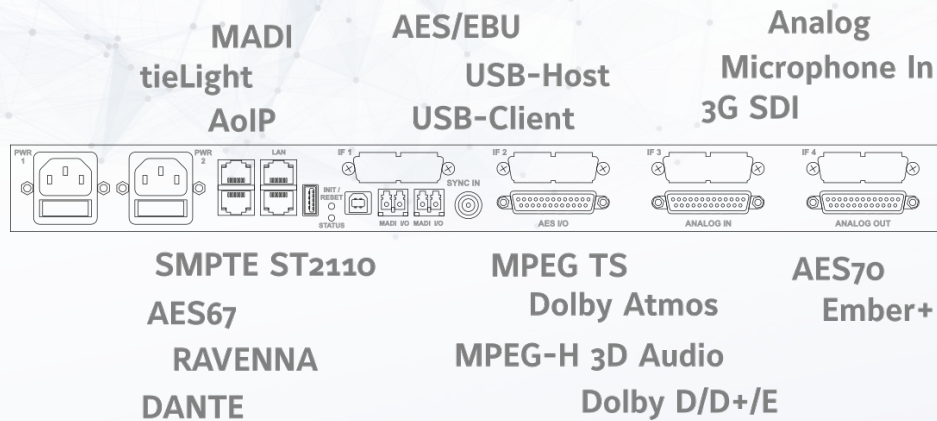 MADI
AES/EBU
Analog
tieLight
USB-Host
Microphone In
AoIP
USB-Client
3G SDI
PWR 1
PWR 2
LAN
IF 1
IF 2
IF 3
IF 4
SYNC IN
INIT / RESET
STATUS
MADI I/O
MADI I/O
AES I/O
ANALOG IN
ANALOG OUT
SMPTE ST2110
MPEG TS
AES70
AES67
Dolby Atmos
Ember+
RAVENNA
MPEG-H 3D Audio
DANTE
Dolby D/D+/E